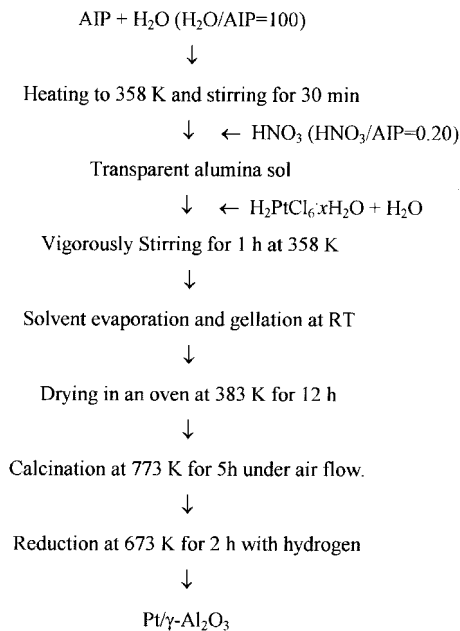 AIP + H₂O (H₂O/AIP=100)
↓
Heating to 358 K and stirring for 30 min
↓ ← HNO₃ (HNO₃/AIP=0.20)
Transparent alumina sol
↓ ← H₂PtCl₆·xH₂O + H₂O
Vigorously Stirring for 1 h at 358 K
↓
Solvent evaporation and gellation at RT
↓
Drying in an oven at 383 K for 12 h
↓
Calcination at 773 K for 5h under air flow.
↓
Reduction at 673 K for 2 h with hydrogen
↓
Pt/γ-Al₂O₃